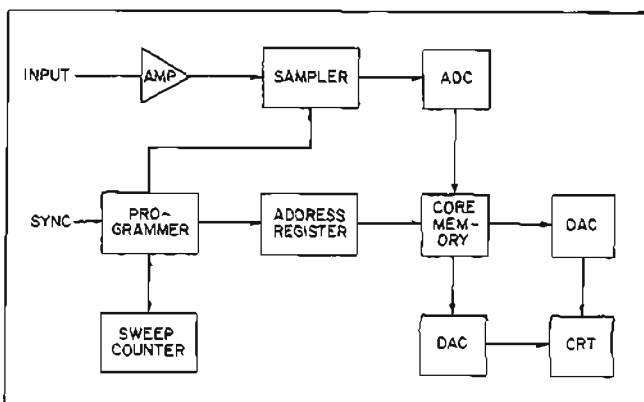 INPUT
AMP
SAMPLER
ADC
SYNC
PRO-
GRAMMER
ADDRESS
REGISTER
CORE
MEM-
ORY
DAC
SWEEP
COUNTER
DAC
CRT